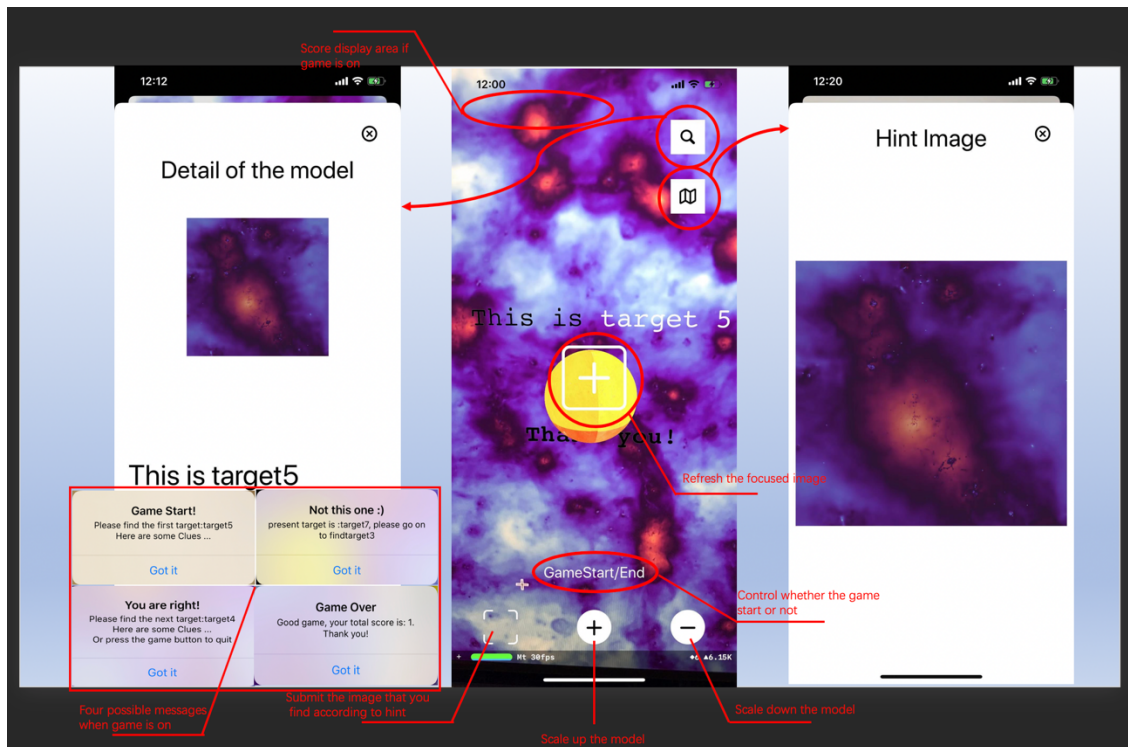 Score display area if
game is on
12:12
Detail of the model
This is target5
Game Start!
Please find the first target:target5
Here are some Clues ...
Got it
Not this one :)
present target is :target7, please go on
to findtarget3
Got it
You are right!
Please find the next target:target4
Here are some Clues ...
Or press the game button to quit
Got it
Game Over
Good game, your total score is: 1.
Thank you!
Got it
Four possible messages
when game is on
12:00
This is target 5
Refresh the focused image
GameStart/End
Control whether the game
start or not
Mt 30fps
6 ▲6.15K
Submit the image that you
find according to hint
Scale up the model
Scale down the model
12:20
Hint Image